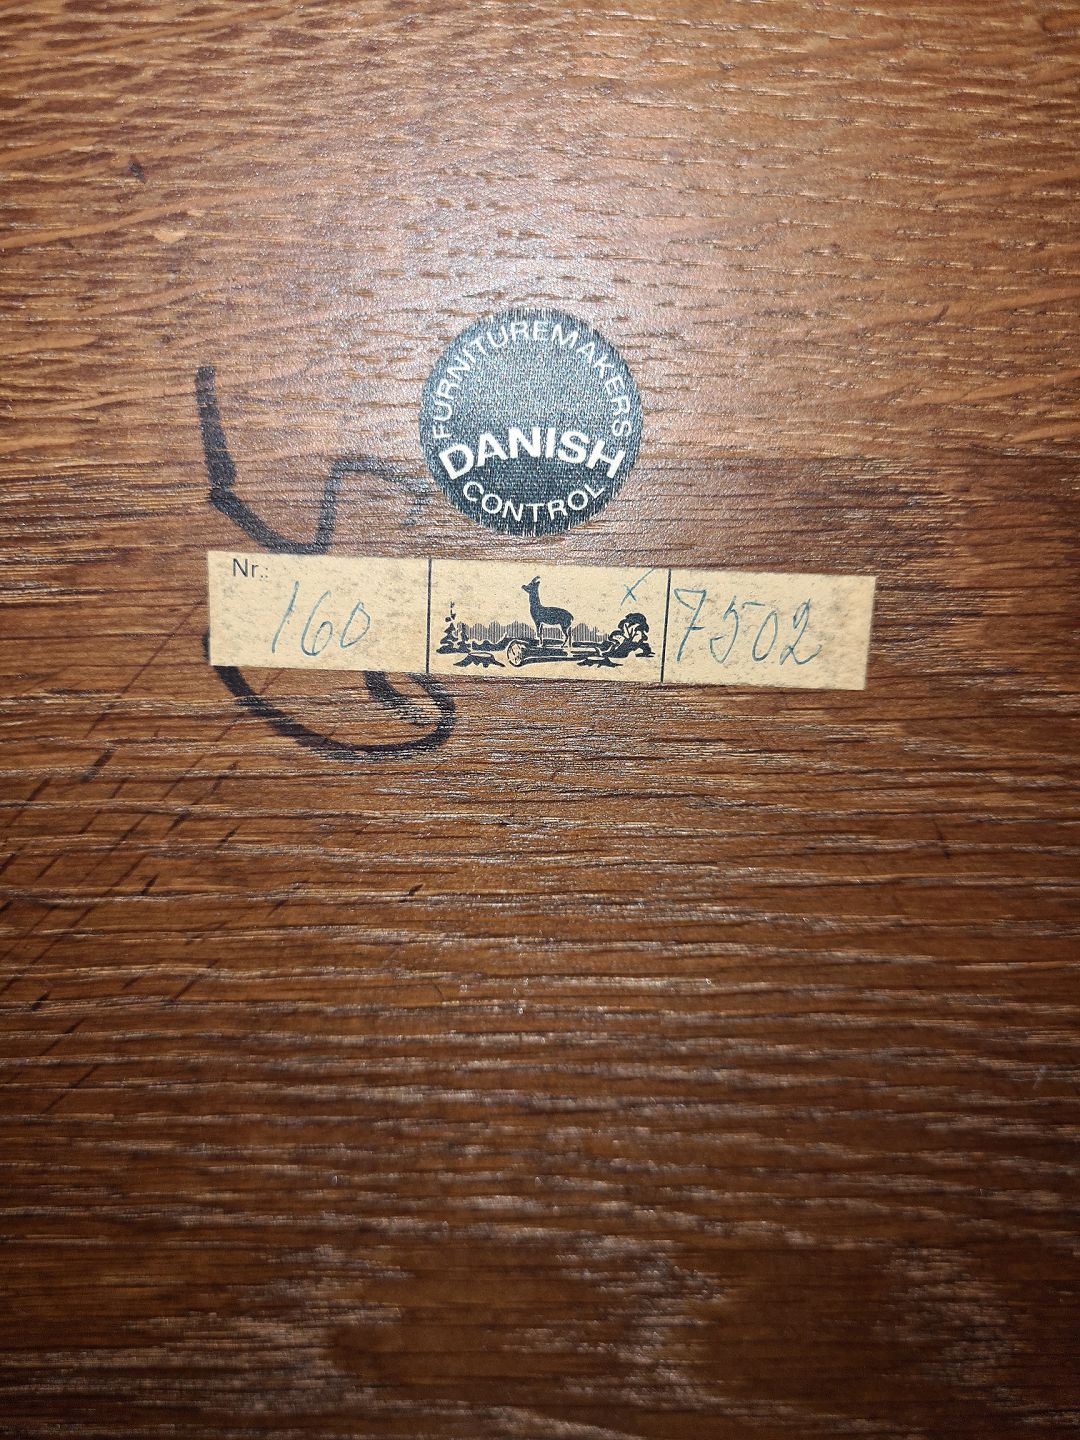 FURNITUREMAKERS
DANISH
CONTROL
Nr.: 160 x 7502